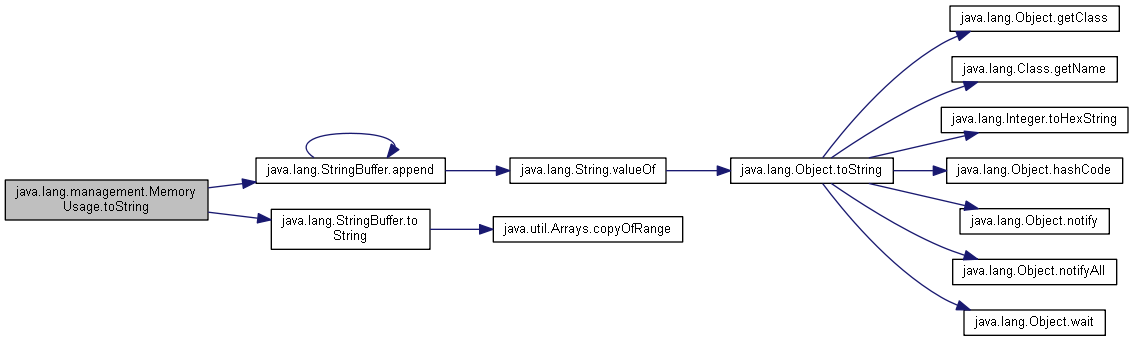 java.lang.management.Memory
Usage.toString
java.lang.StringBuffer.append
java.lang.StringBuffer.to
String
java.lang.String.valueOf
java.util.Arrays.copyOfRange
java.lang.Object.toString
java.lang.Object.getClass
java.lang.Class.getName
java.lang.Integer.toHexString
java.lang.Object.hashCode
java.lang.Object.notify
java.lang.Object.notifyAll
java.lang.Object.wait